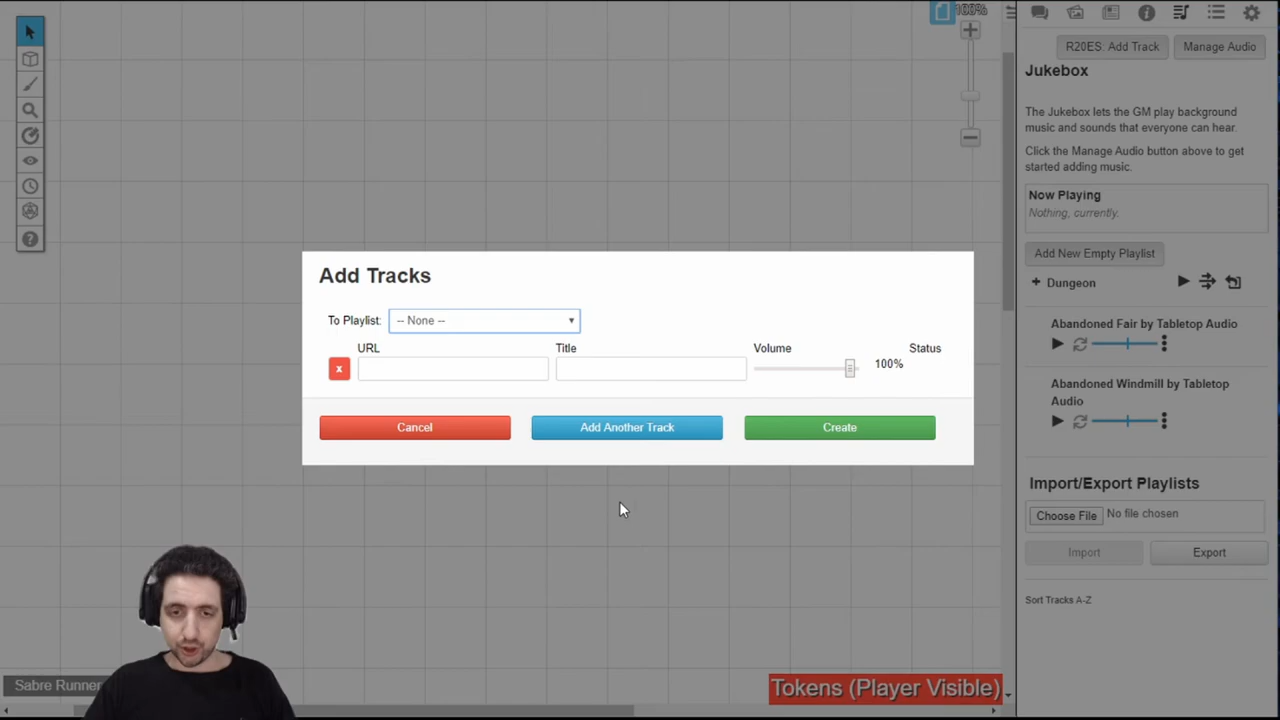 100%
R20ES: Add Track
Manage Audio
Jukebox
The Jukebox lets the GM play background
music and sounds that everyone can hear.
Click the Manage Audio button above to get
started adding music.
Now Playing
Nothing, currently.
Add New Empty Playlist
+ Dungeon
Abandoned Fair by Tabletop Audio
Abandoned Windmill by Tabletop
Audio
Import/Export Playlists
Choose File No file chosen
Import
Export
Sort Tracks A-Z
Add Tracks
To Playlist: -- None --
URL
Title
Volume
Status
x
100%
Cancel
Add Another Track
Create
Sabre Runner
Tokens (Player Visible)